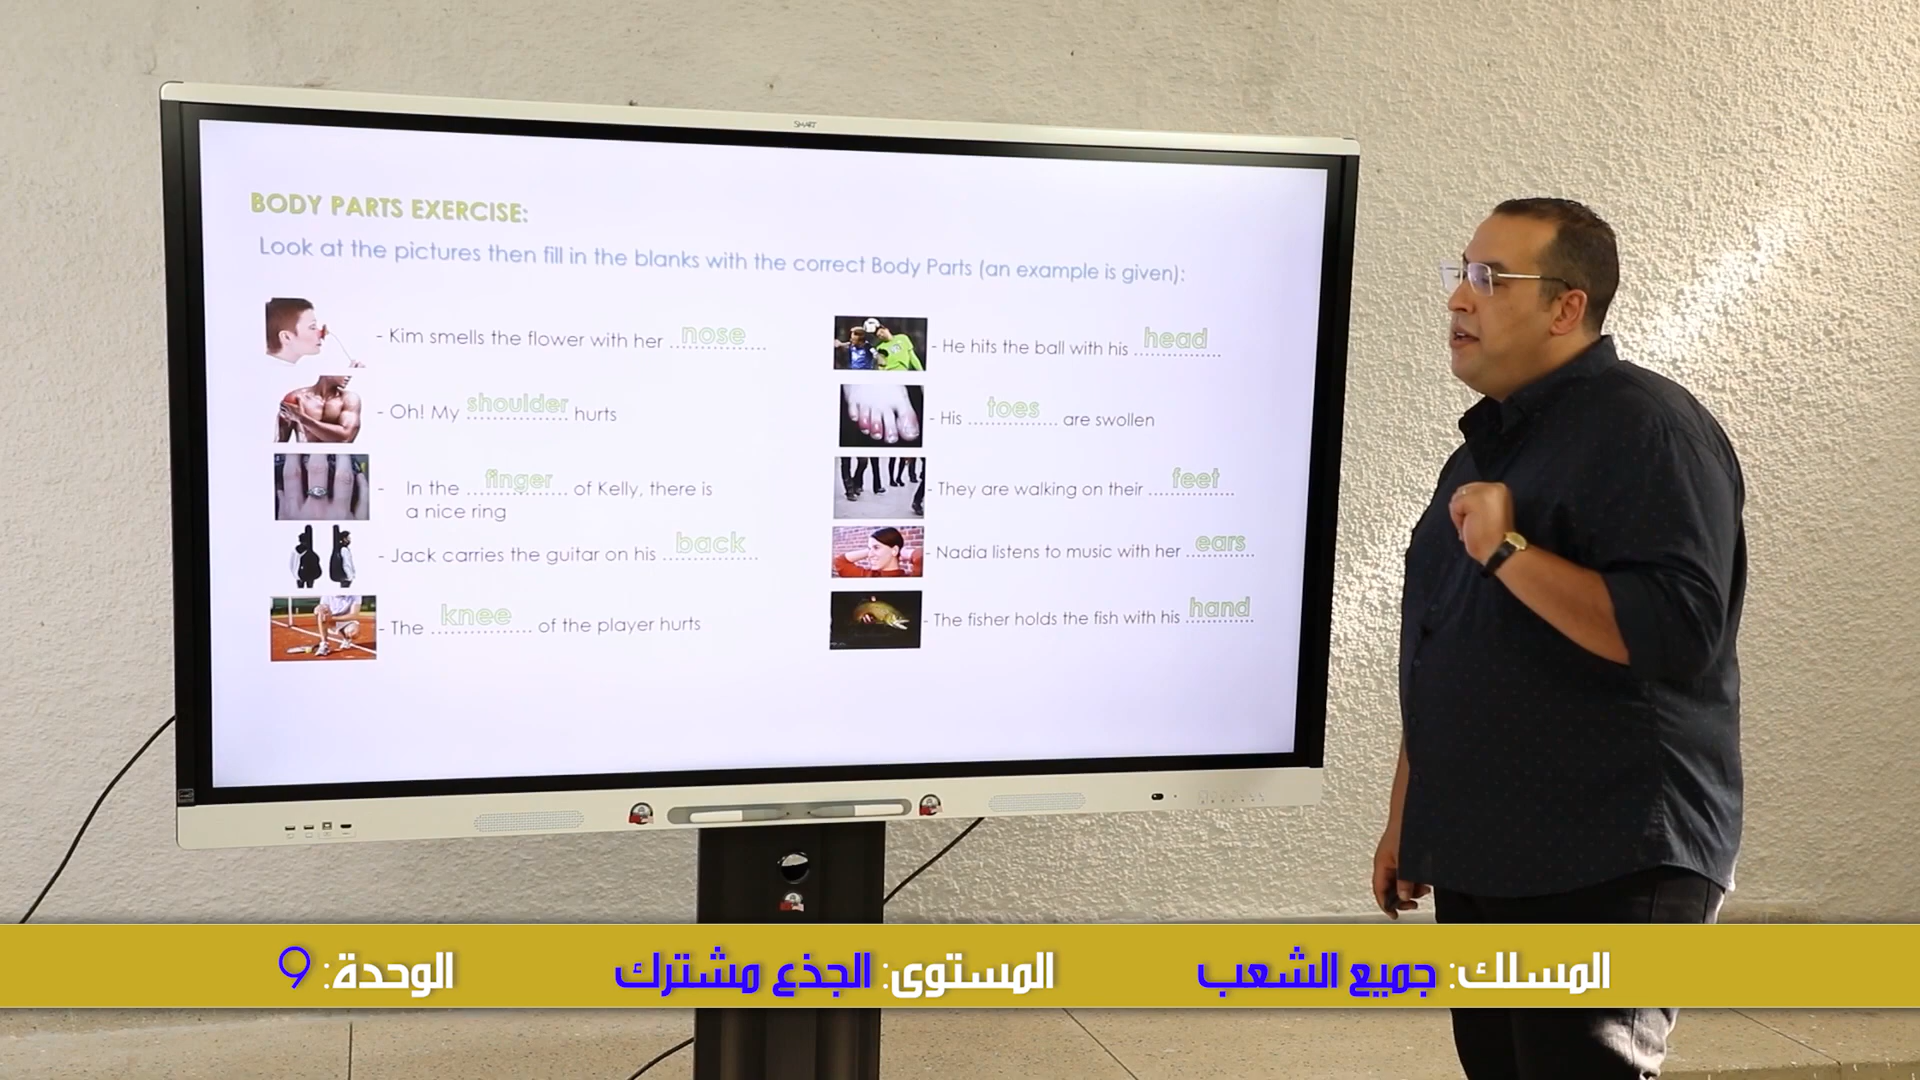 SMART
BODY PARTS EXERCISE:
Look at the pictures then fill in the blanks with the correct Body Parts (an example is given):
- Kim smells the flower with her ...nose...
- Oh! My ...shoulder... hurts
- In the ...finger... of Kelly, there is
a nice ring
- Jack carries the guitar on his ...back...
- The ...knee... of the player hurts
- He hits the ball with his ...head...
- His ...toes... are swollen
- They are walking on their ...feet...
- Nadia listens to music with her ...ears...
- The fisher holds the fish with his ...hand...
المسلك: جميع الشعب
المستوى: الجذع مشترك
الوحدة: 9